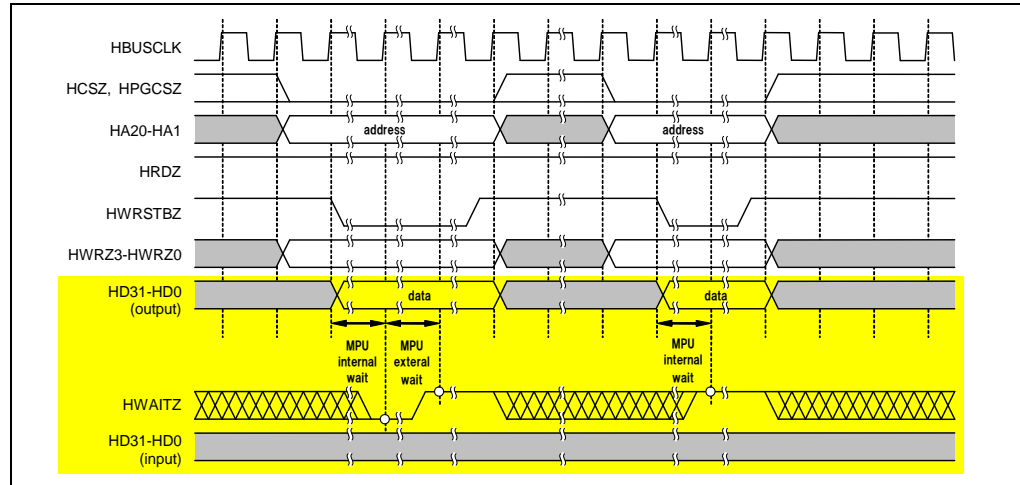 HBUSCLK
HCSZ, HPGCSZ
HA20-HA1
address
address
HRDZ
HWRSTBZ
HWRZ3-HWRZ0
HD31-HD0
(output)
data
data
MPU
internal
wait
MPU
exteral
wait
MPU
internal
wait
HWAITZ
HD31-HD0
(input)